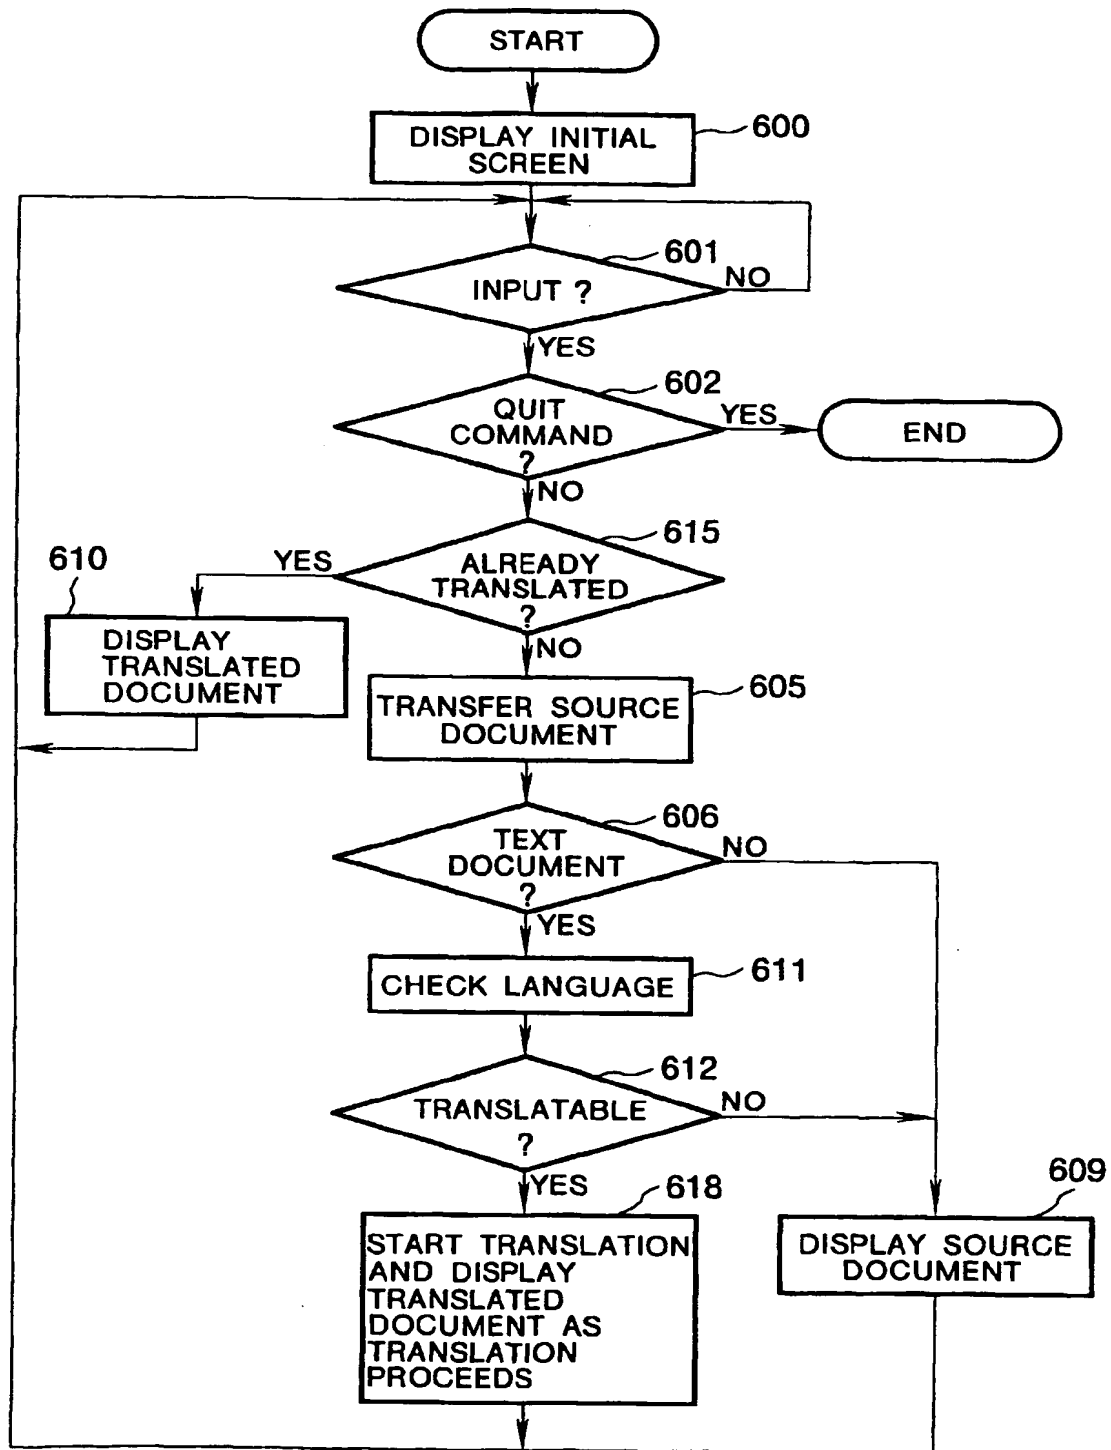 START
DISPLAY INITIAL
SCREEN
600
601
INPUT ?
NO
YES
602
QUIT
COMMAND
?
YES
END
NO
615
ALREADY
TRANSLATED
?
YES
610
DISPLAY
TRANSLATED
DOCUMENT
NO
605
TRANSFER SOURCE
DOCUMENT
606
TEXT
DOCUMENT
?
NO
YES
611
CHECK LANGUAGE
612
TRANSLATABLE
?
NO
YES
618
START TRANSLATION
AND DISPLAY
TRANSLATED
DOCUMENT AS
TRANSLATION
PROCEEDS
609
DISPLAY SOURCE
DOCUMENT